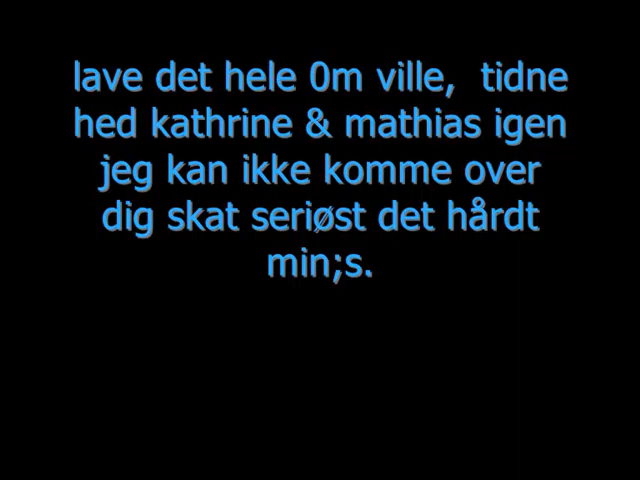 lave det hele 0m ville,  tidne
hed kathrine & mathias igen
jeg kan ikke komme over
dig skat seriøst det hårdt
min;s.